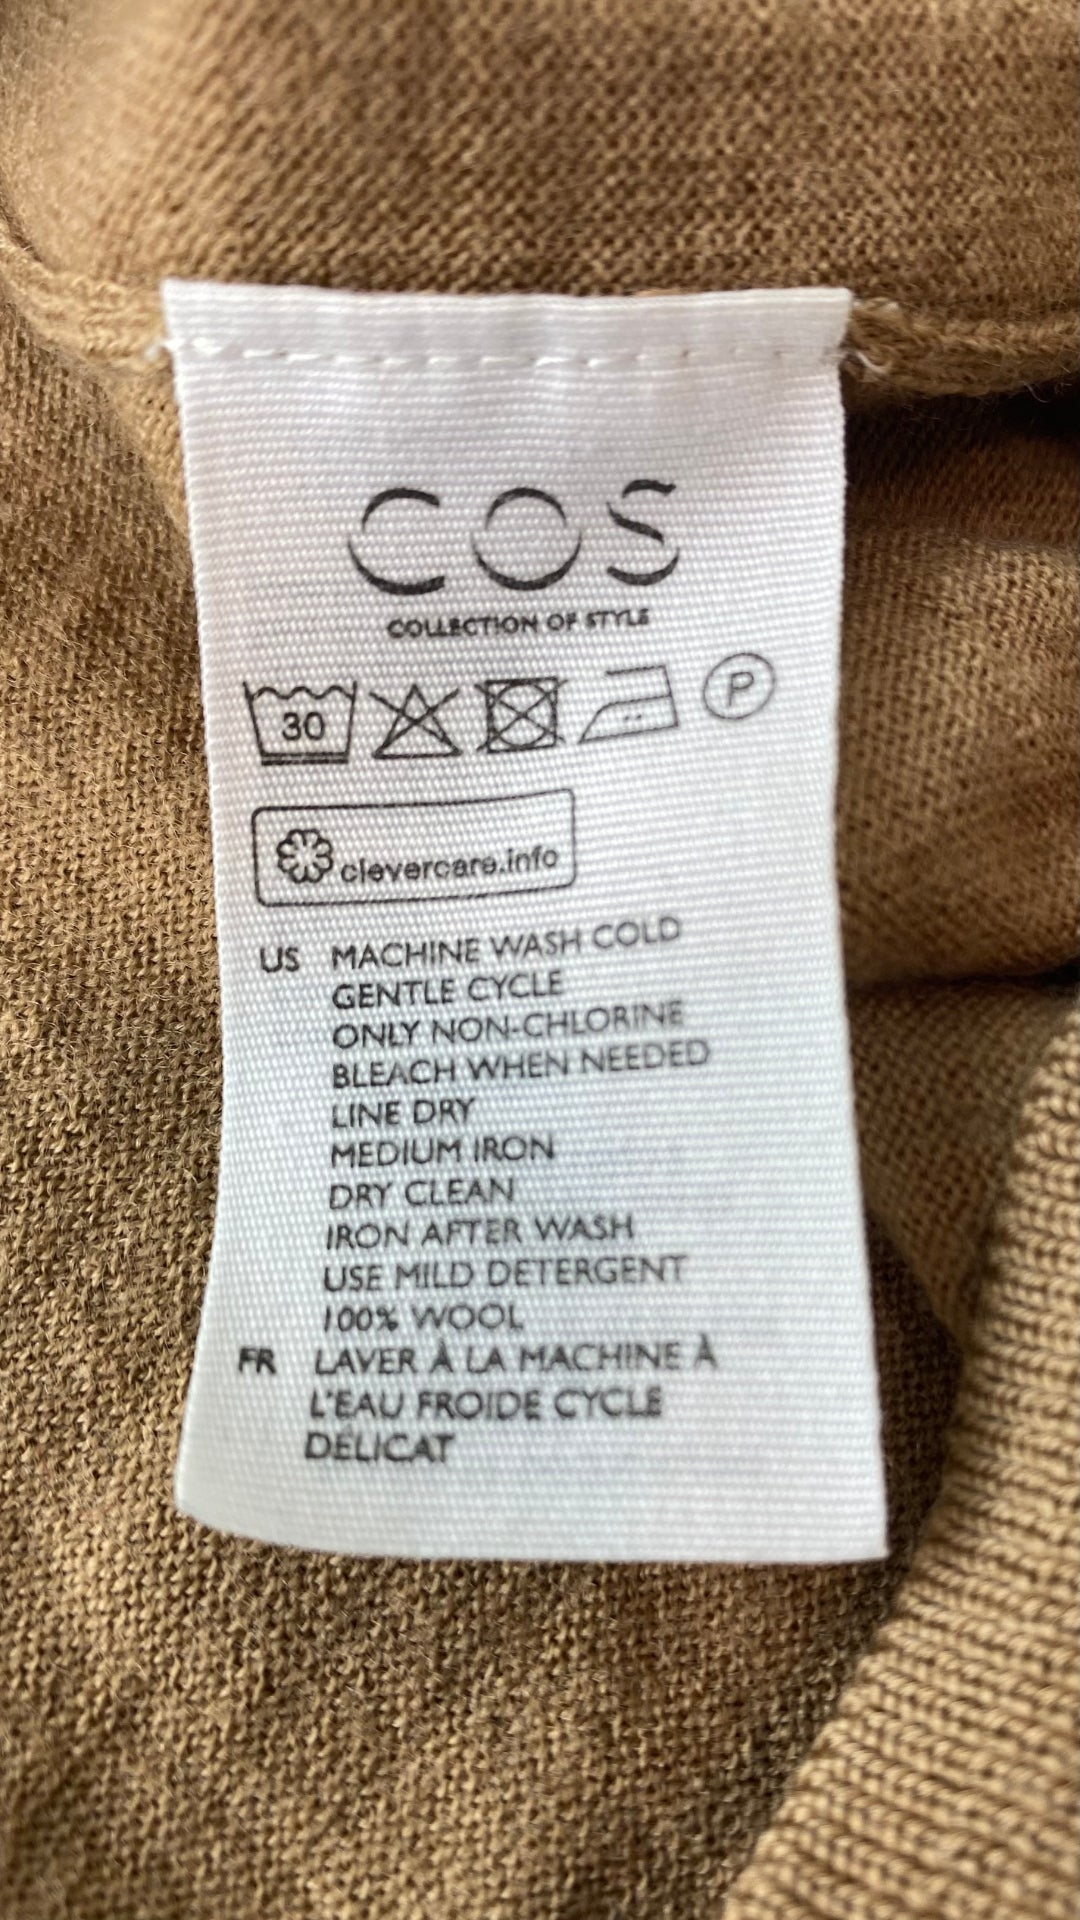 COS
COLLECTION OF STYLE
30 P
clevercare.info
US MACHINE WASH COLD
GENTLE CYCLE
ONLY NON-CHLORINE
BLEACH WHEN NEEDED
LINE DRY
MEDIUM IRON
DRY CLEAN
IRON AFTER WASH
USE MILD DETERGENT
100% WOOL
FR LAVER À LA MACHINE À
L'EAU FROIDE CYCLE
DÉLICAT